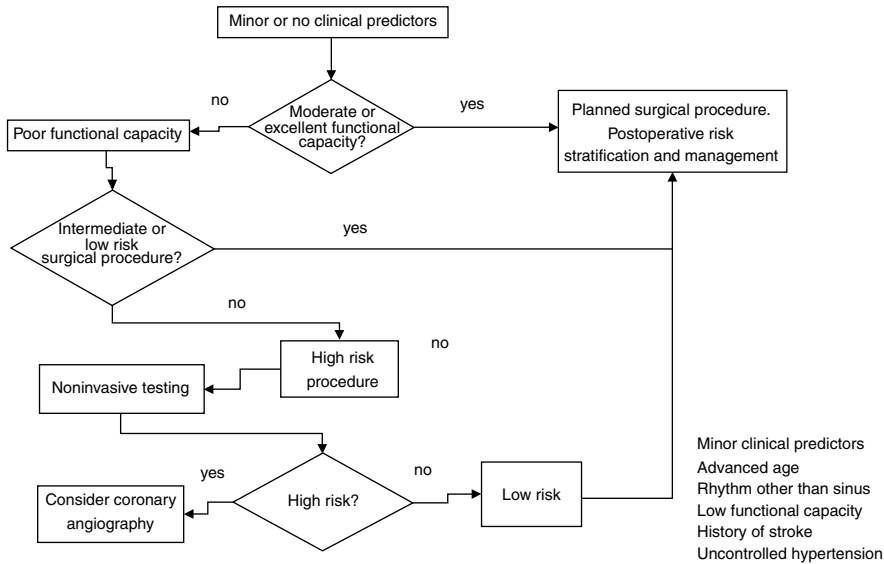 Minor or no clinical predictors
no
Moderate or
excellent functional
capacity?
yes
Planned surgical procedure.
Postoperative risk
stratification and management
Poor functional capacity
Intermediate or
low risk
surgical procedure?
yes
no
High risk
procedure
no
Noninvasive testing
yes
High risk?
no
Low risk
Consider coronary
angiography
Minor clinical predictors
Advanced age
Rhythm other than sinus
Low functional capacity
History of stroke
Uncontrolled hypertension